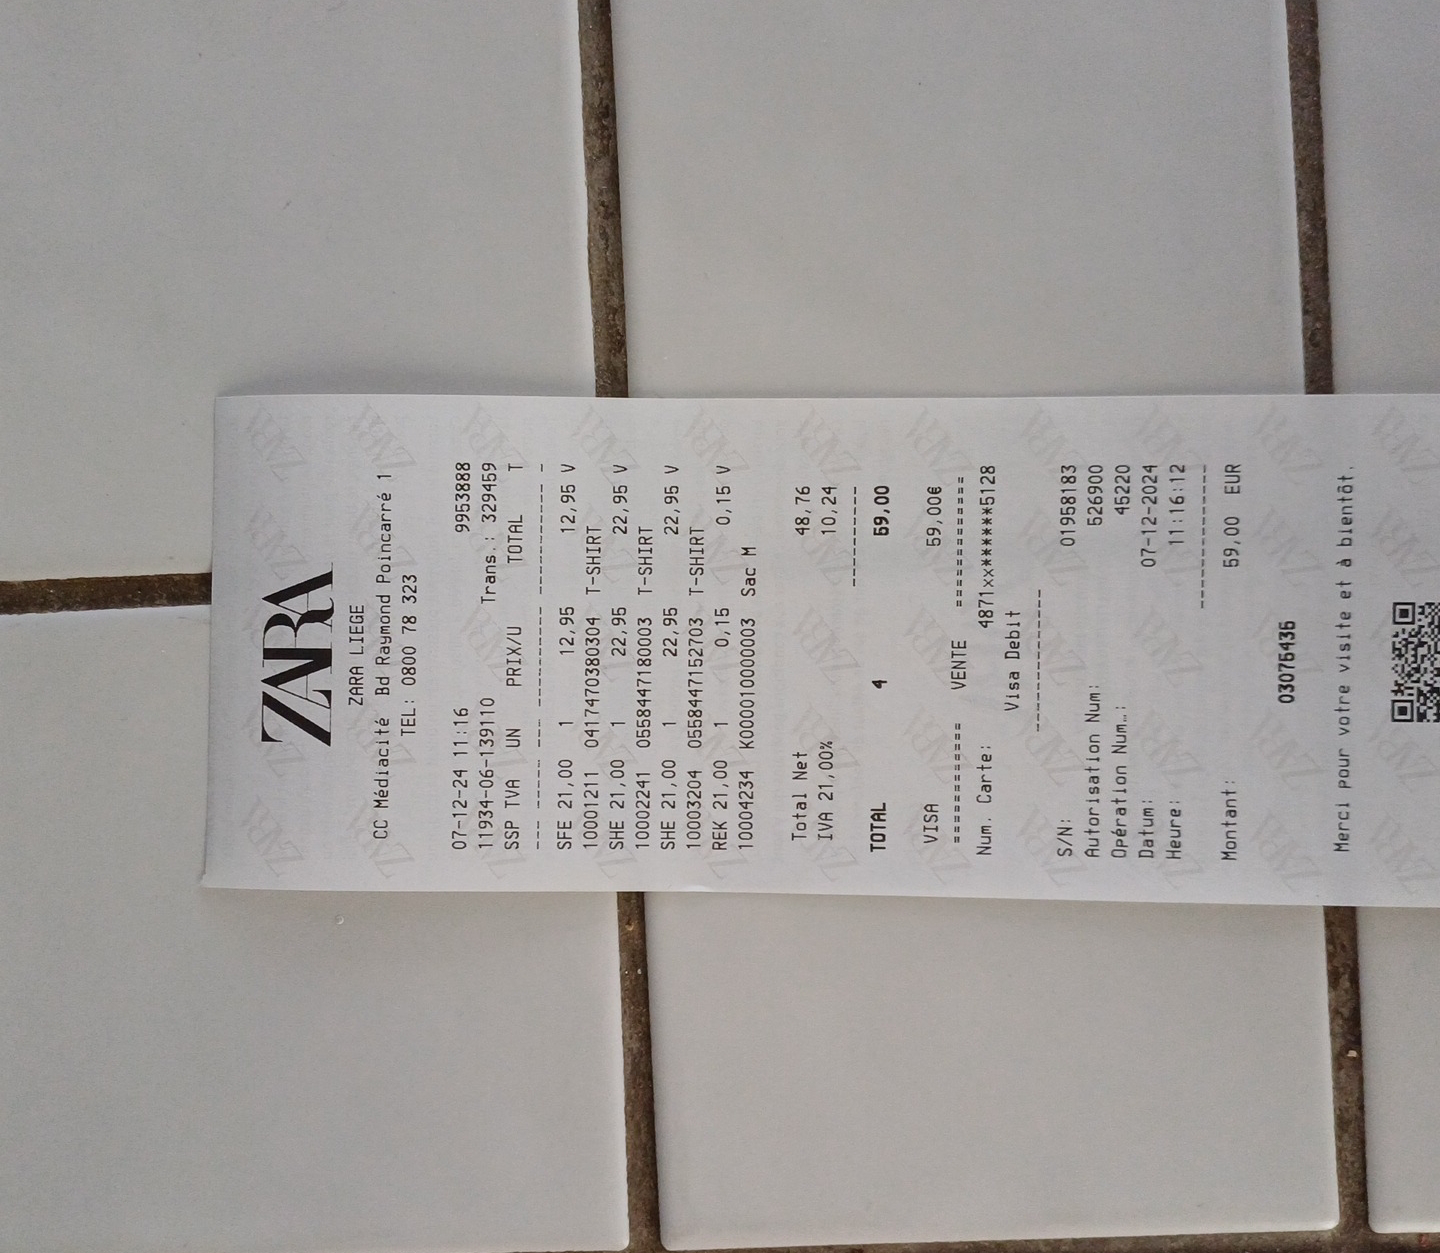 ZARA
ZARA LIEGE
CC Médiacité Bd Raymond Poincarré 1
TEL: 0800 78 323
07-12-24 11:16 9953888
11934-06-139110 Trans.: 329459
SSP TVA UN PRIX/U TOTAL T
--- ----- --- --------- ---------- -
SFE 21,00 1 12,95 12,95 V
10001211 04174770380304 T-SHIRT
SHE 21,00 1 22,95 22,95 V
10002241 05584471800003 T-SHIRT
SHE 21,00 1 22,95 22,95 V
10003204 05584471152703 T-SHIRT
REK 21,00 1 0,15 0,15 V
10004234 K0000100000003 Sac M
Total Net 48,76
IVA 21,00% 10,24
----------
TOTAL 4 59,00
VISA 59,00€
=========== VENTE ============
Num. Carte: 4871xx*******5128
Visa Debit
-------------
S/N: 01958183
Autorisation Num: 526900
Opération Num.: 45220
Datum: 07-12-2024
Heure: 11:16:12
-------------
Montant: 59,00 EUR
03076436
Merci pour votre visite et à bientôt.